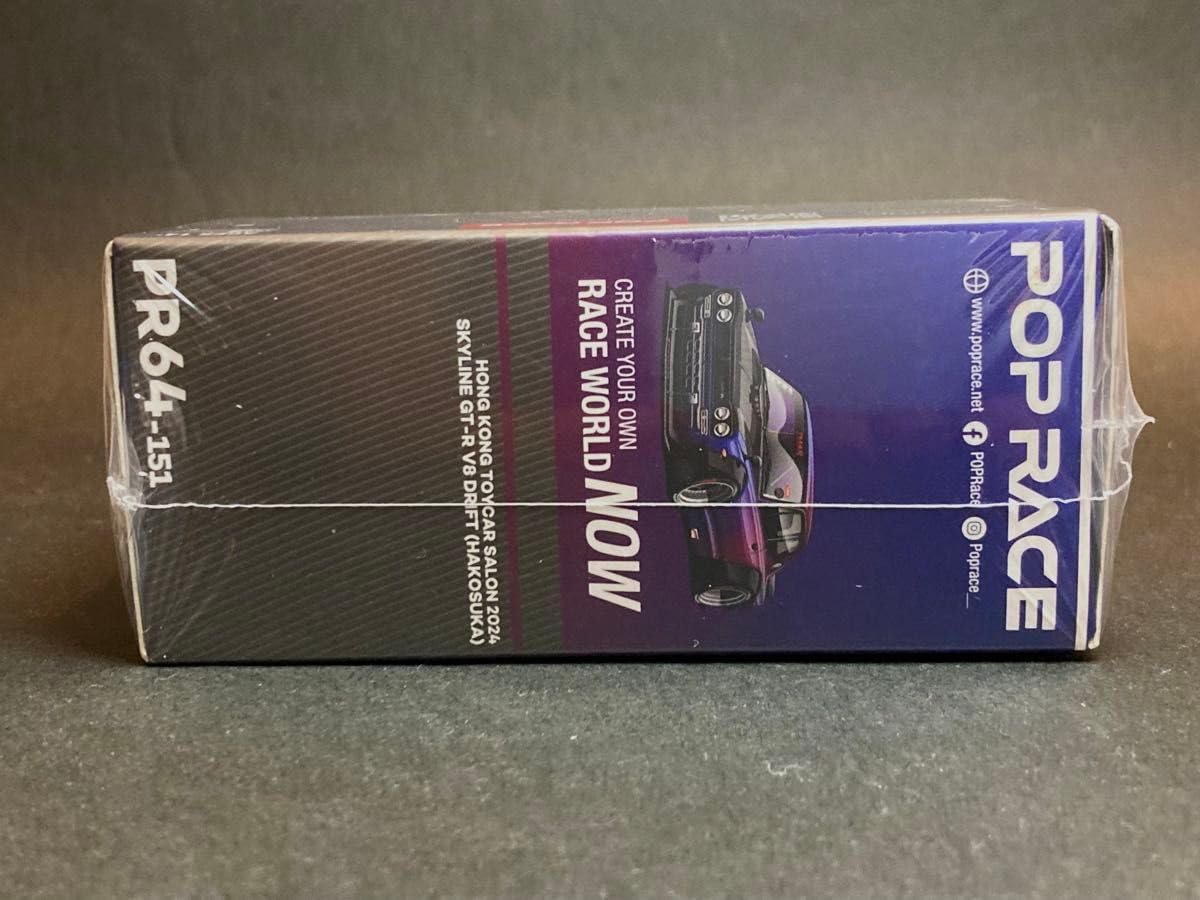 POP RACE
www.poprace.net POPRace Poprace__
CREATE YOUR OWN
RACE WORLD NOW
HONG KONG TOYCAR SALON 2024
SKYLINE GT-R V8 DRIFT (HAKOSUKA)
PR64-151